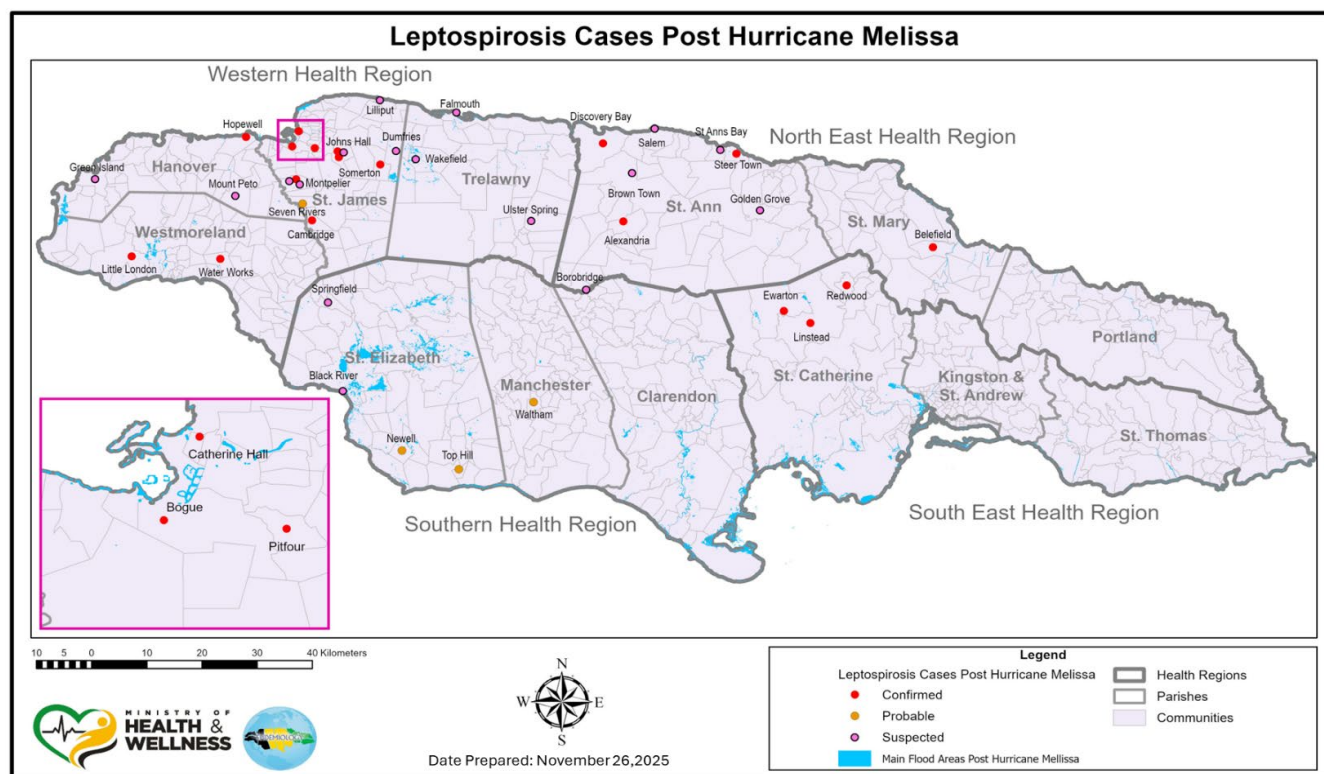 Leptospirosis Cases Post Hurricane Melissa
Western Health Region
Lilliput
Falmouth
Discovery Bay
Hopewell
St Anns Bay
North East Health Region
Johns Hall
Dumfries
Salem
Steer Town
Hanover
Wakefield
Green Island
Somerton
Trelawny
Mount Peto
Montpelier
Brown Town
St. James
St. Ann
Golden Grove
Seven Rivers
Ulster Spring
St. Mary
Westmoreland
Cambridge
Alexandria
Belefield
Little London
Water Works
Borobridge
Springfield
Ewarton
Redwood
Linstead
Portland
St. Elizabeth
Black River
Manchester
Waltham
Clarendon
St. Catherine
Kingston &
St. Andrew
St. Thomas
Newell
Top Hill
Southern Health Region
South East Health Region
Catherine Hall
Bogue
Pitfour
10 5 0 10 20 30 40 Kilometers
N
W E
S
MINISTRY OF
HEALTH &
WELLNESS
EPIDEMIOLOGY
Date Prepared: November 26,2025
Legend
Leptospirosis Cases Post Hurricane Melissa
Confirmed
Probable
Suspected
Main Flood Areas Post Hurricane Mellissa
Health Regions
Parishes
Communities